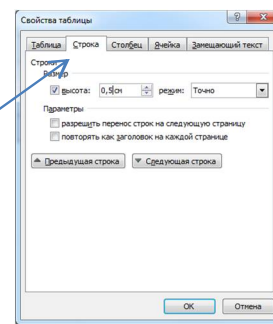 Свойства таблицы
Таблица Строка Столбец Ячейка Замещающий текст
Строка
Размер
высота: 0,5 см режим: Точно
Параметры
разрешить перенос строк на следующую страницу
повторять как заголовок на каждой странице
Предыдущая строка Следующая строка
ОК Отмена